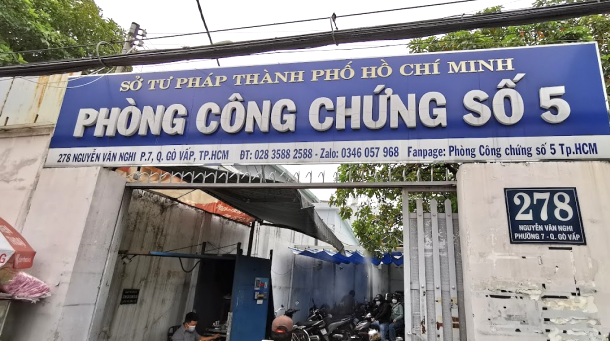 SỞ TƯ PHÁP THÀNH PHỐ HỒ CHÍ MINH
PHÒNG CÔNG CHỨNG SỐ 5
278 NGUYỄN VĂN NGHI P.7, Q. GÒ VẤP, TP.HCM ĐT: 028 3588 2588 - Zalo: 0346 057 968 Fanpage: Phòng Công chứng số 5 Tp.HCM
278
NGUYỄN VĂN NGHI
PHƯỜNG 7 - Q. GÒ VẤP